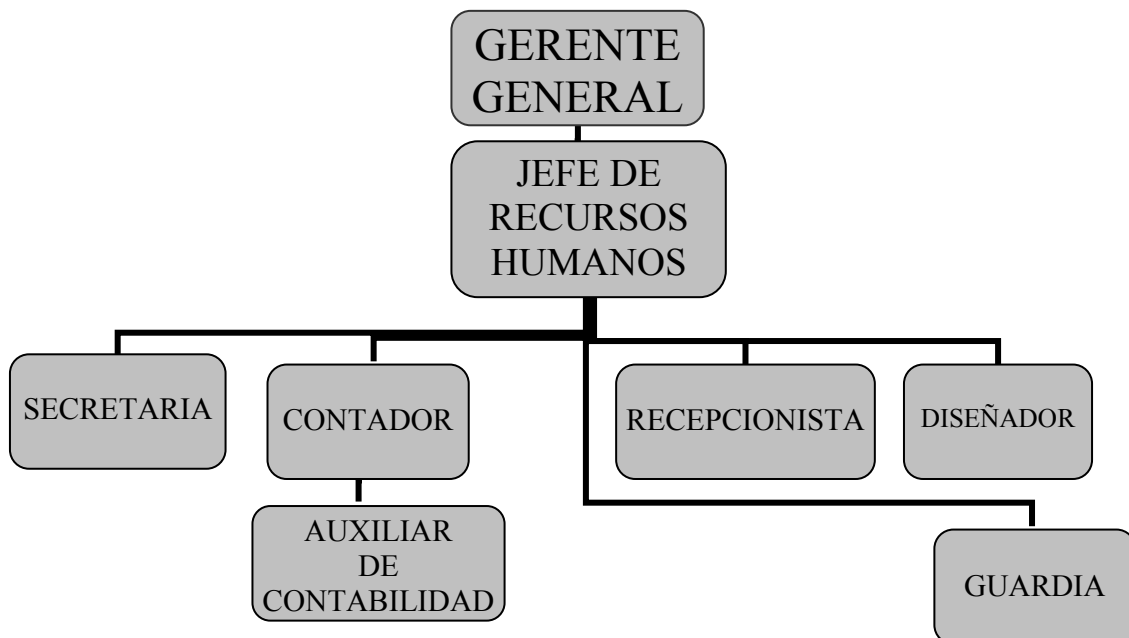 GERENTE
GENERAL
JEFE DE
RECURSOS
HUMANOS
SECRETARIA
CONTADOR
RECEPCIONISTA
DISEÑADOR
AUXILIAR
DE
CONTABILIDAD
GUARDIA